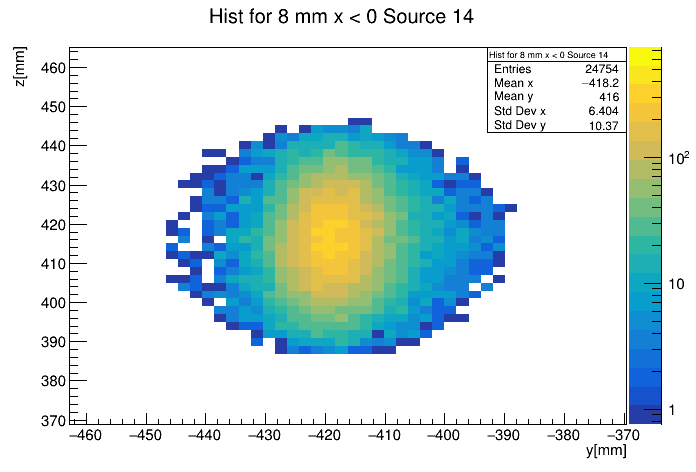 Hist for 8 mm x < 0 Source 14
z[mm]
Hist for 8 mm x < 0 Source 14
Entries 24754
Mean x −418.2
Mean y 416
Std Dev x 6.404
Std Dev y 10.37
460
450
440
430
420
410
400
390
380
370
10²
10
1
−460 −450 −440 −430 −420 −410 −400 −390 −380 −370
y[mm]